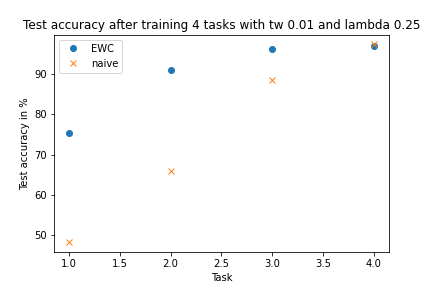 Test accuracy after training 4 tasks with tw 0.01 and lambda 0.25
EWC
naive
Test accuracy in %
90
80
70
60
50
1.0 1.5 2.0 2.5 3.0 3.5 4.0
Task